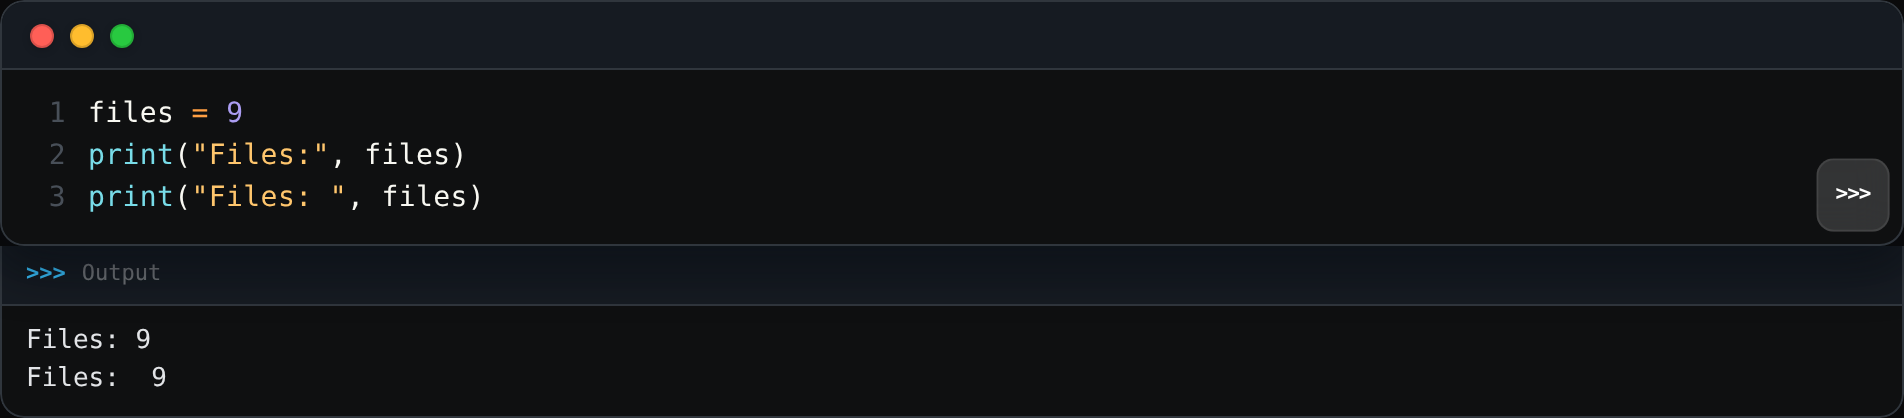 1 files = 9
2 print("Files:", files)
3 print("Files: ", files)
>>>
>>> Output
Files: 9
Files:  9